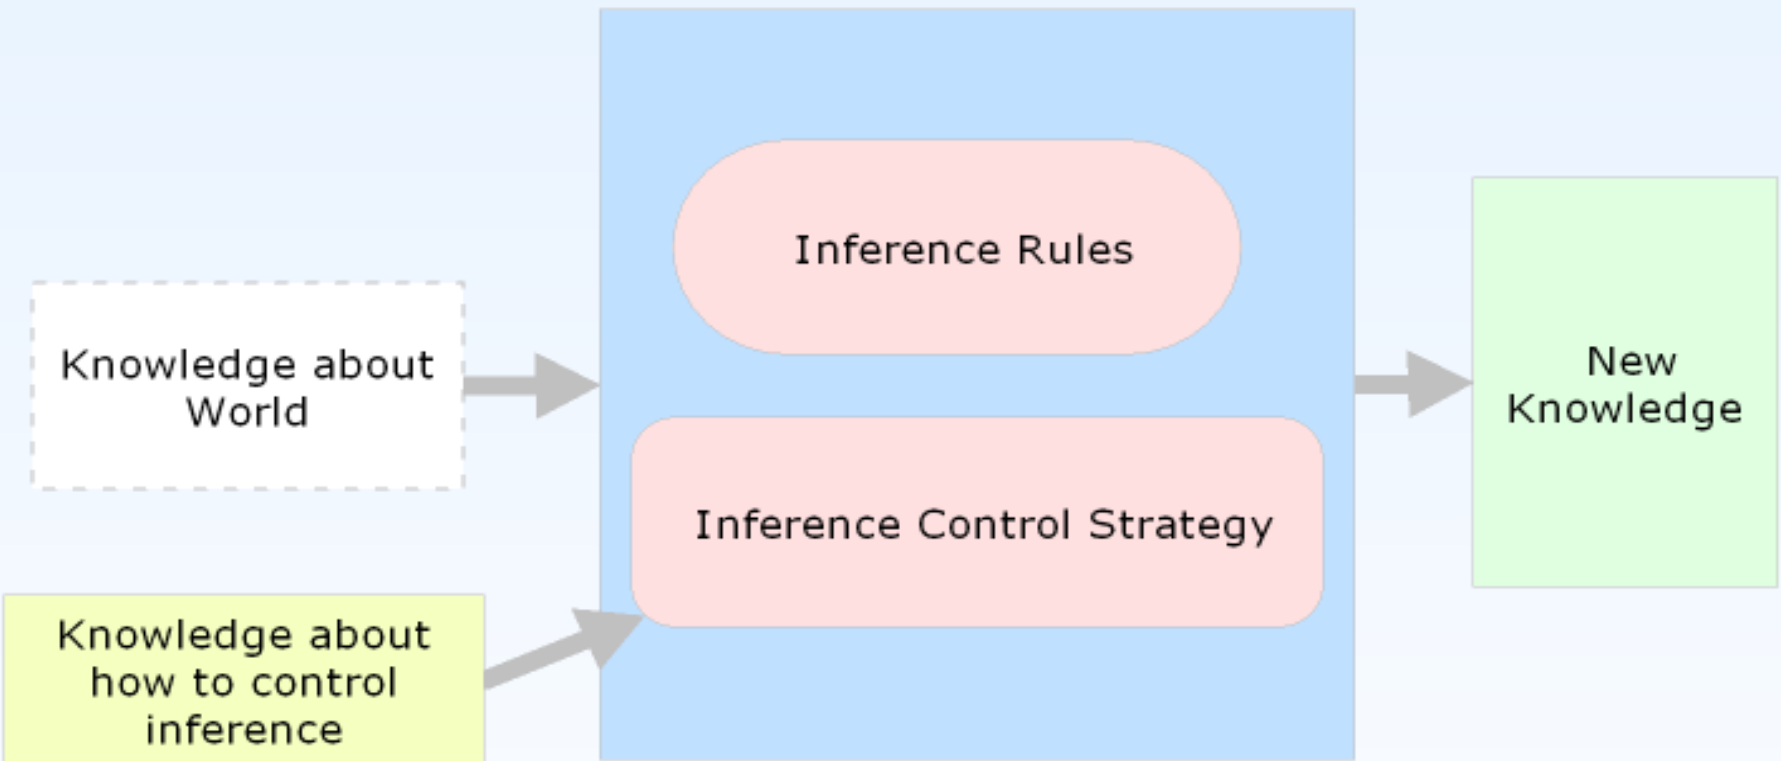 Inference Rules
Knowledge about
World
New
Knowledge
Inference Control Strategy
Knowledge about
how to control
inference